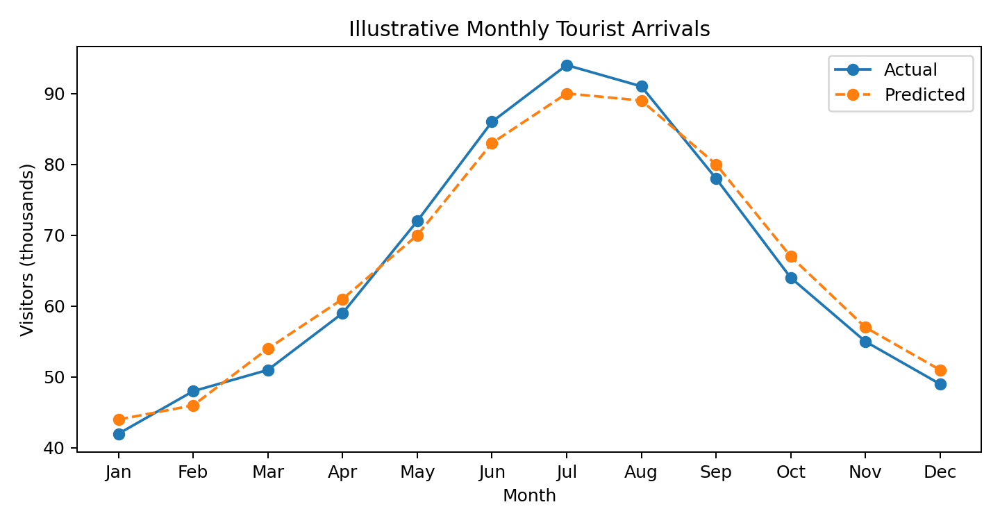 Illustrative Monthly Tourist Arrivals
Actual
Predicted
Visitors (thousands)
90
80
70
60
50
40
Jan Feb Mar Apr May Jun Jul Aug Sep Oct Nov Dec
Month